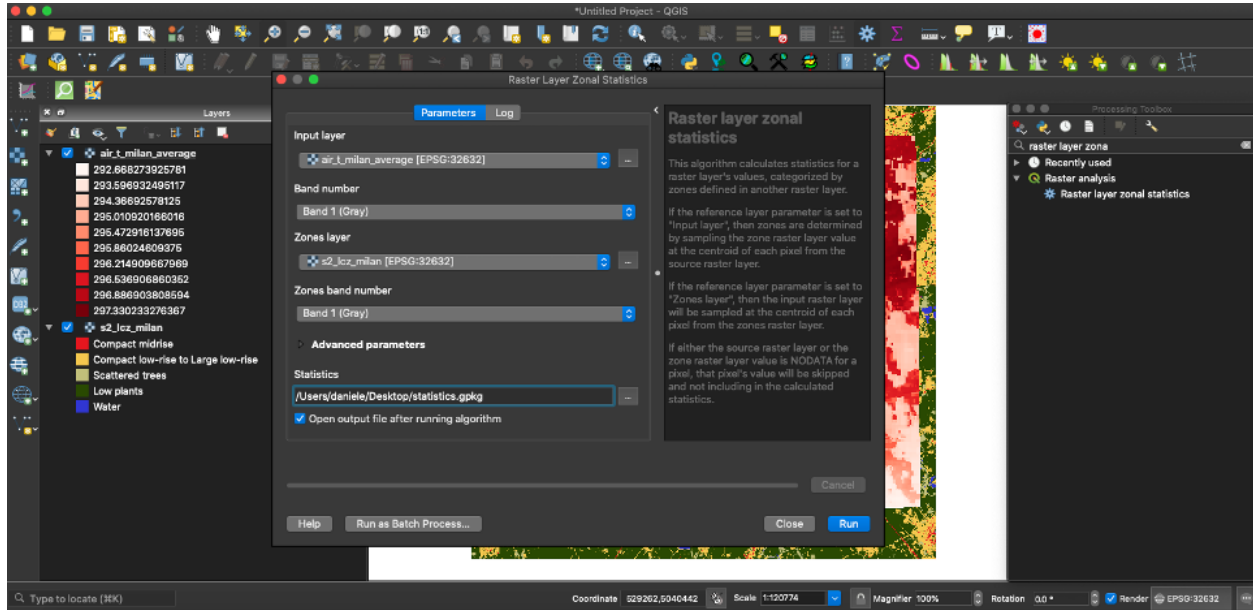 *Untitled Project - QGIS
Layers
air_t_milan_average
292.668273925781
293.596932495117
294.36692578125
295.010920166016
295.472916137695
295.86024609375
296.214909667969
296.536906860352
296.886903808594
297.330233276367
s2_lcz_milan
Compact midrise
Compact low-rise to Large low-rise
Scattered trees
Low plants
Water
Raster Layer Zonal Statistics
Parameters
Log
Input layer
air_t_milan_average [EPSG:32632]
Band number
Band 1 (Gray)
Zones layer
s2_lcz_milan [EPSG:32632]
Zones band number
Band 1 (Gray)
Advanced parameters
Statistics
/Users/daniele/Desktop/statistics.gpkg
Open output file after running algorithm
Raster layer zonal
statistics
This algorithm calculates statistics for a
raster layer's values, categorized by
zones defined in another raster layer.
If the reference layer parameter is set to
"Input layer", then zones are determined
by sampling the zone raster layer value
at the centroid of each pixel from the
source raster layer.
If the reference layer parameter is set to
"Zones layer", then the input raster layer
will be sampled at the centroid of each
pixel from the zones raster layer.
If either the source raster layer or the
zone raster layer value is NODATA for a
pixel, that pixel's value will be skipped
and not including in the calculated
statistics.
Cancel
Help
Run as Batch Process...
Close
Run
Processing Toolbox
raster layer zona
Recently used
Raster analysis
Raster layer zonal statistics
Type to locate (⌘K)
Coordinate 529262,5040442
Scale 1:120774
Magnifier 100%
Rotation 0.0 °
Render
EPSG:32632